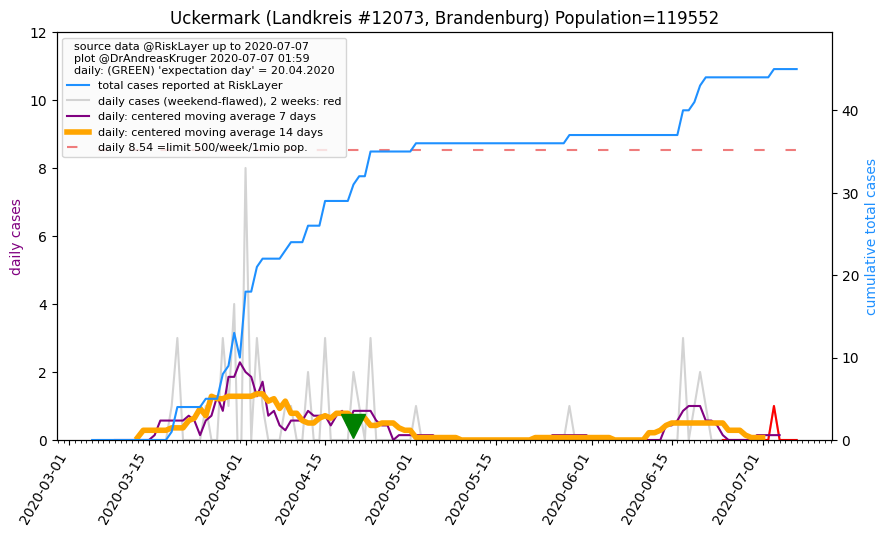 Uckermark (Landkreis #12073, Brandenburg) Population=119552
source data @RiskLayer up to 2020-07-07
plot @DrAndreasKruger 2020-07-07 01:59
daily: (GREEN) 'expectation day' = 20.04.2020
total cases reported at RiskLayer
daily cases (weekend-flawed), 2 weeks: red
daily: centered moving average 7 days
daily: centered moving average 14 days
daily 8.54 =limit 500/week/1mio pop.
daily cases
12
10
8
6
4
2
0
cumulative total cases
40
30
20
10
0
2020-03-01
2020-03-15
2020-04-01
2020-04-15
2020-05-01
2020-05-15
2020-06-01
2020-06-15
2020-07-01